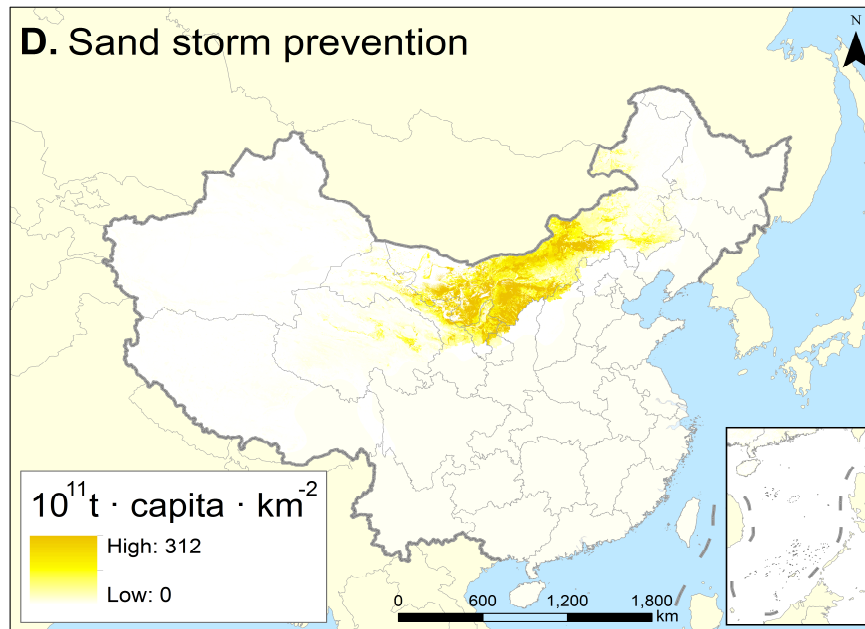 D. Sand storm prevention
N
10¹¹t · capita · km⁻²
High: 312
Low: 0
0 600 1,200 1,800
km